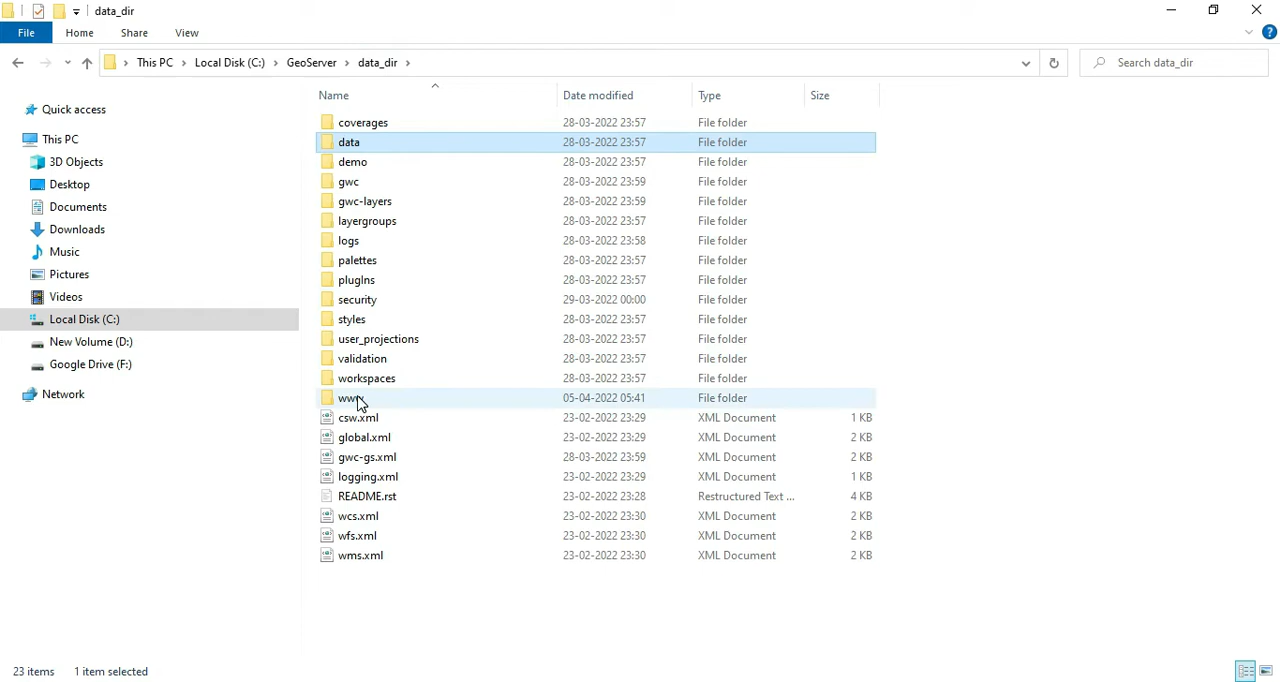 data_dir
File Home Share View
This PC Local Disk (C:) GeoServer data_dir Search data_dir
Name Date modified Type Size
Quick access
This PC
3D Objects
Desktop
Documents
Downloads
Music
Pictures
Videos
Local Disk (C:)
New Volume (D:)
Google Drive (F:)
Network
coverages 28-03-2022 23:57 File folder
data 28-03-2022 23:57 File folder
demo 28-03-2022 23:57 File folder
gwc 28-03-2022 23:59 File folder
gwc-layers 28-03-2022 23:59 File folder
layergroups 28-03-2022 23:57 File folder
logs 28-03-2022 23:58 File folder
palettes 28-03-2022 23:57 File folder
plugIns 28-03-2022 23:57 File folder
security 29-03-2022 00:00 File folder
styles 28-03-2022 23:57 File folder
user_projections 28-03-2022 23:57 File folder
validation 28-03-2022 23:57 File folder
workspaces 28-03-2022 23:57 File folder
www 05-04-2022 05:41 File folder
csw.xml 23-02-2022 23:29 XML Document 1 KB
global.xml 23-02-2022 23:29 XML Document 2 KB
gwc-gs.xml 28-03-2022 23:59 XML Document 2 KB
logging.xml 23-02-2022 23:29 XML Document 1 KB
README.rst 23-02-2022 23:28 Restructured Text ... 4 KB
wcs.xml 23-02-2022 23:30 XML Document 2 KB
wfs.xml 23-02-2022 23:30 XML Document 2 KB
wms.xml 23-02-2022 23:30 XML Document 2 KB
23 items 1 item selected